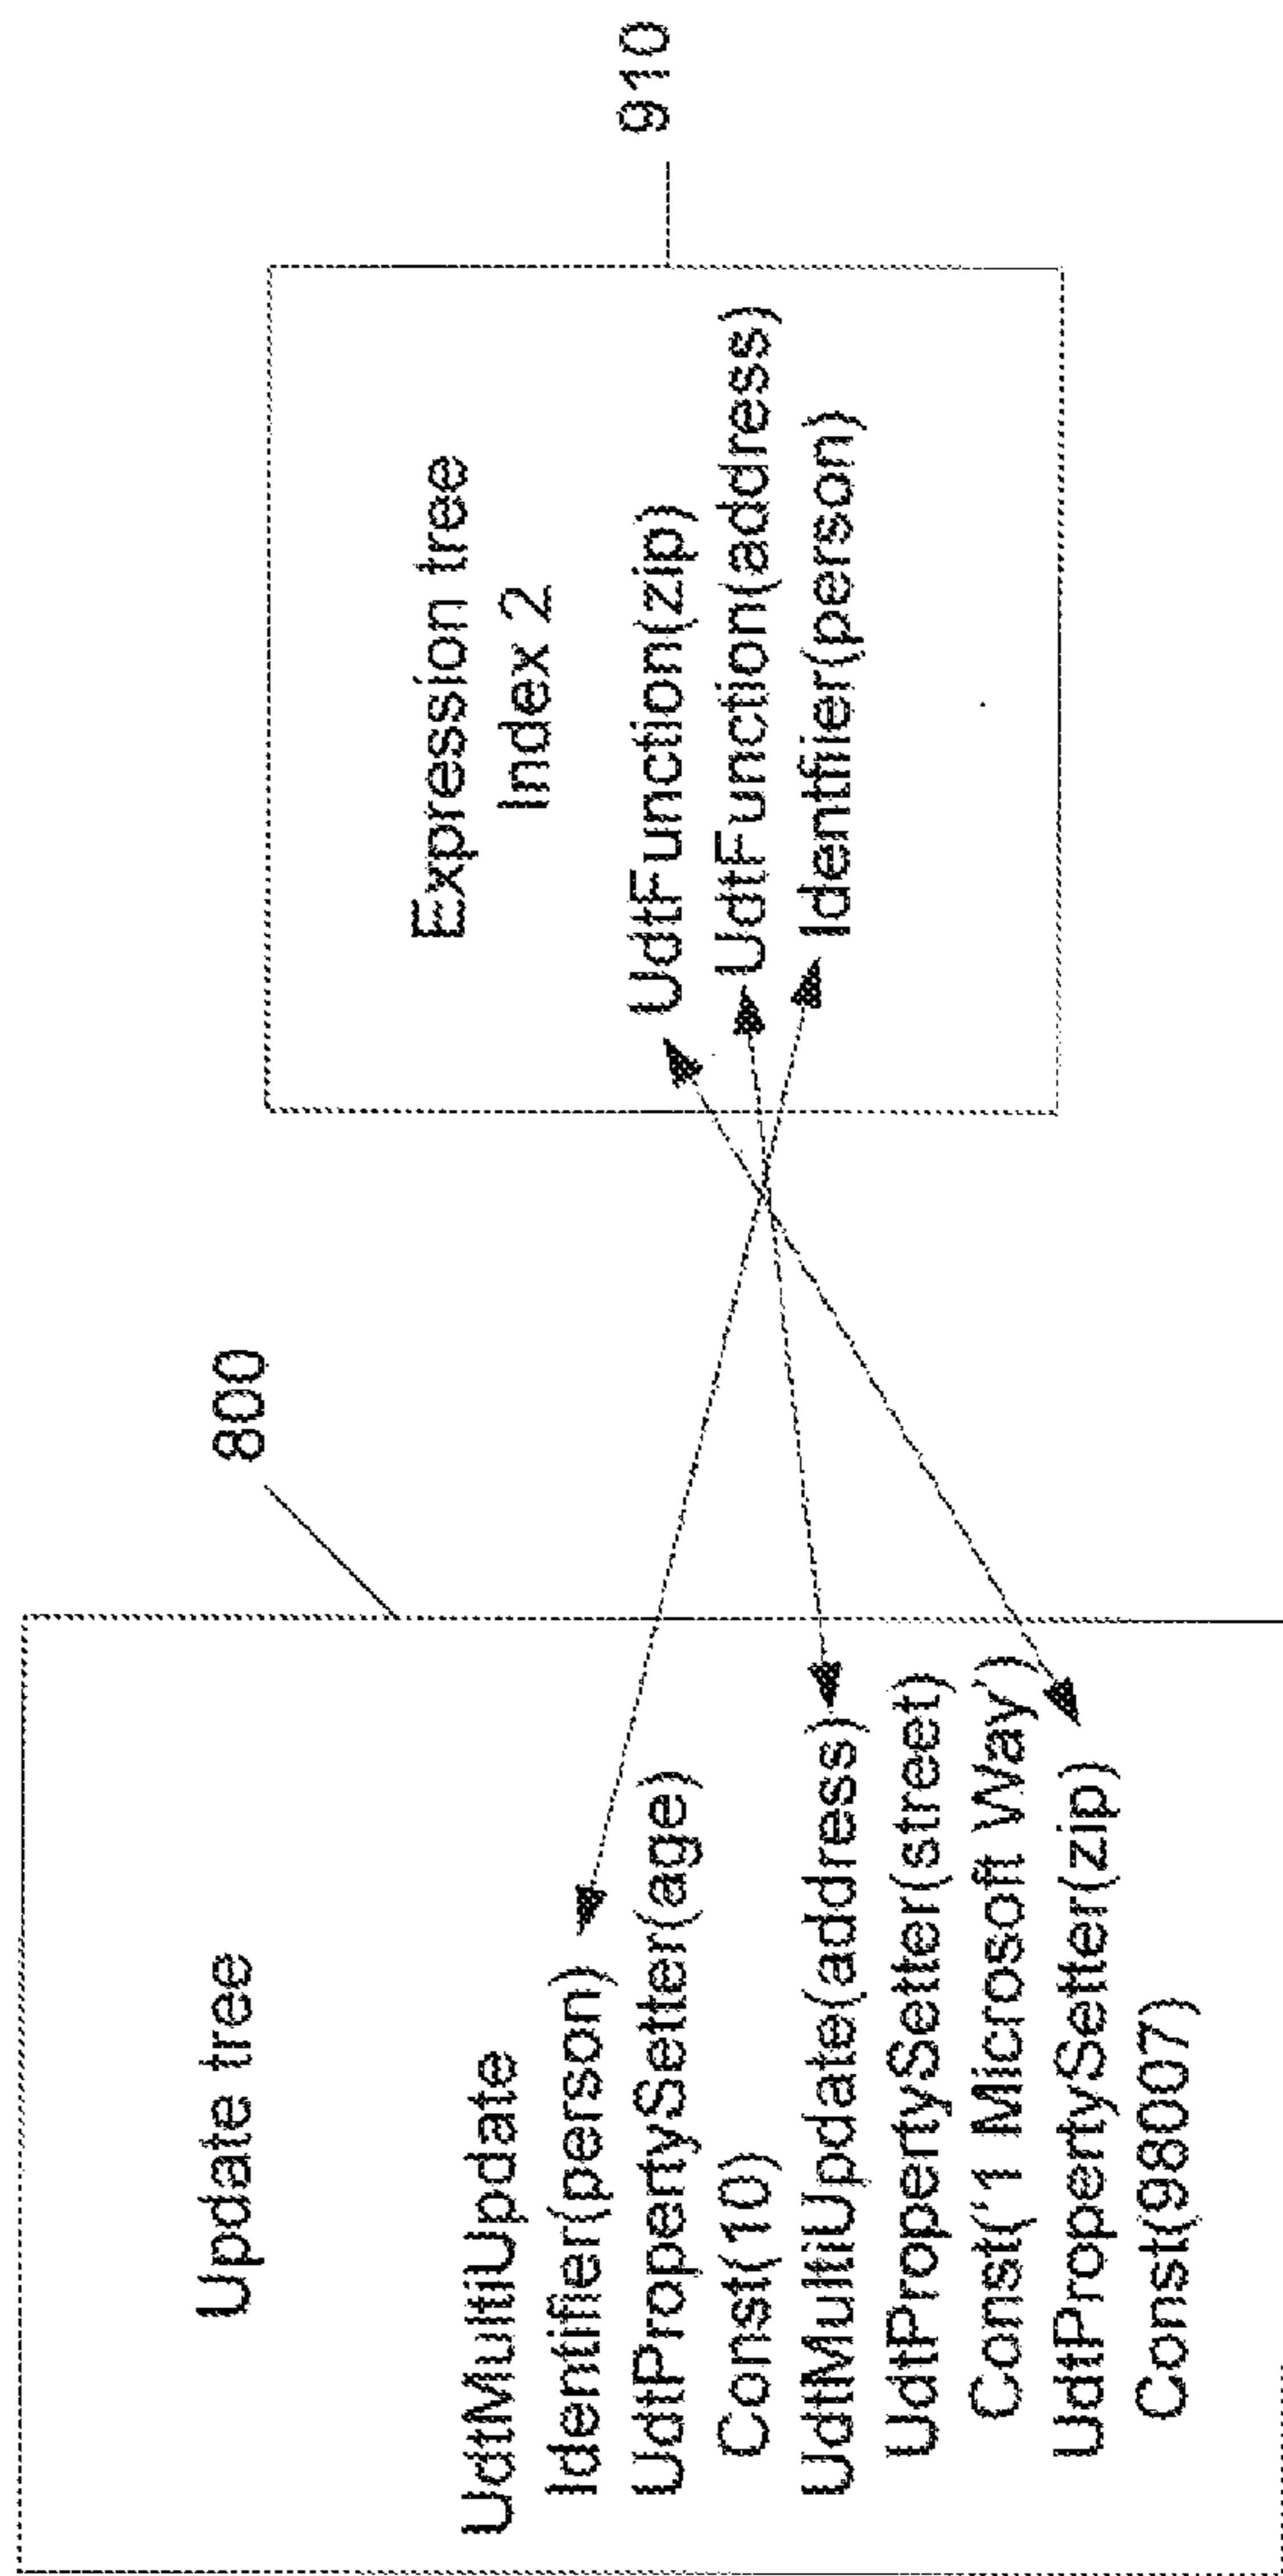 Update tree
UdtMultiUpdate
Identifier(person)
UdtPropertySetter(age)
Const(10)
UdtMultiUpdate(address)
UdtPropertySetter(street)
Const('1 Microsoft Way')
UdtPropertySetter(zip)
Const(98007)
800
Expression tree
Index 2
UdtFunction(zip)
UdtFunction(address)
Identfiier(person)
910